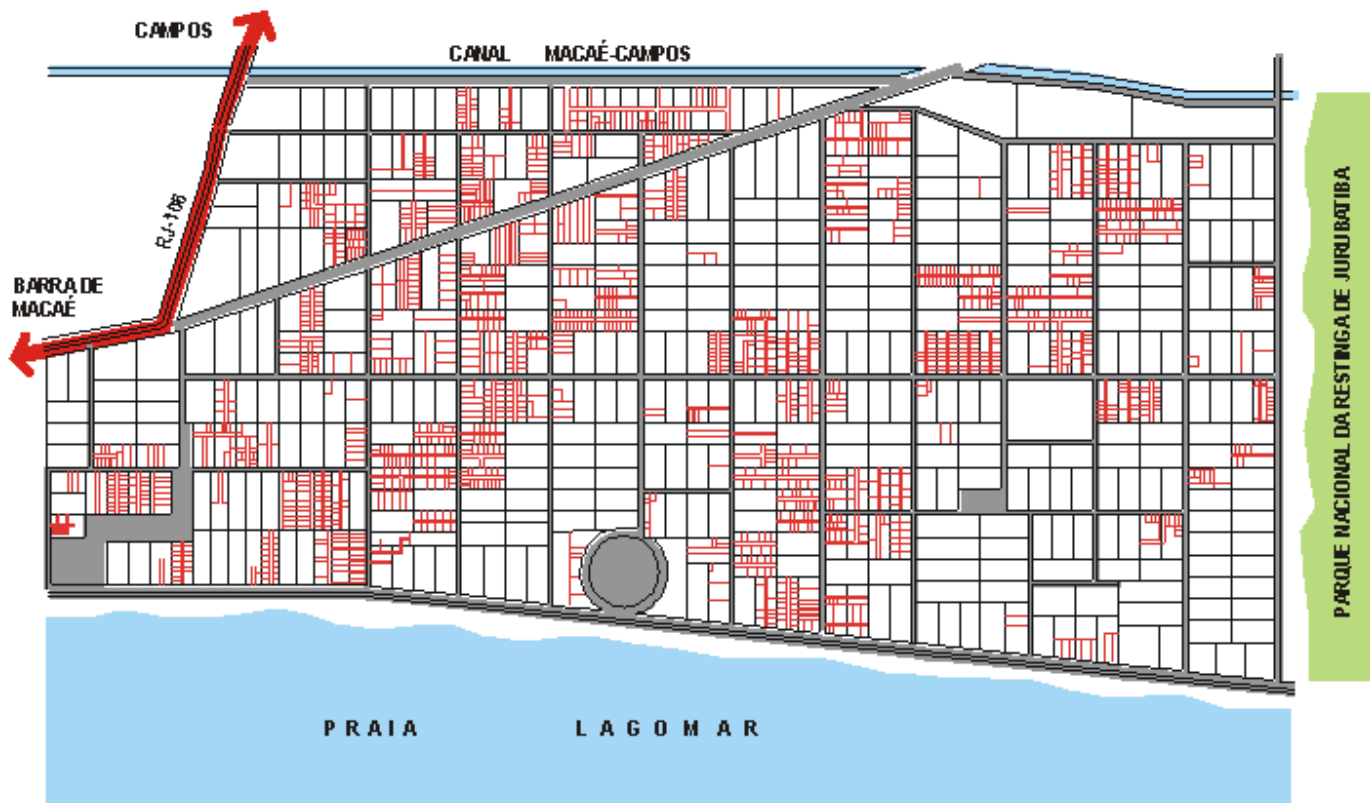 CAMPOS
CANAL MACAÉ-CAMPOS
RJ-106
BARRA DE
MACAÉ
PARQUE NACIONAL DA RESTINGA DE JURUBATIBA
PRAIA LAGOMAR